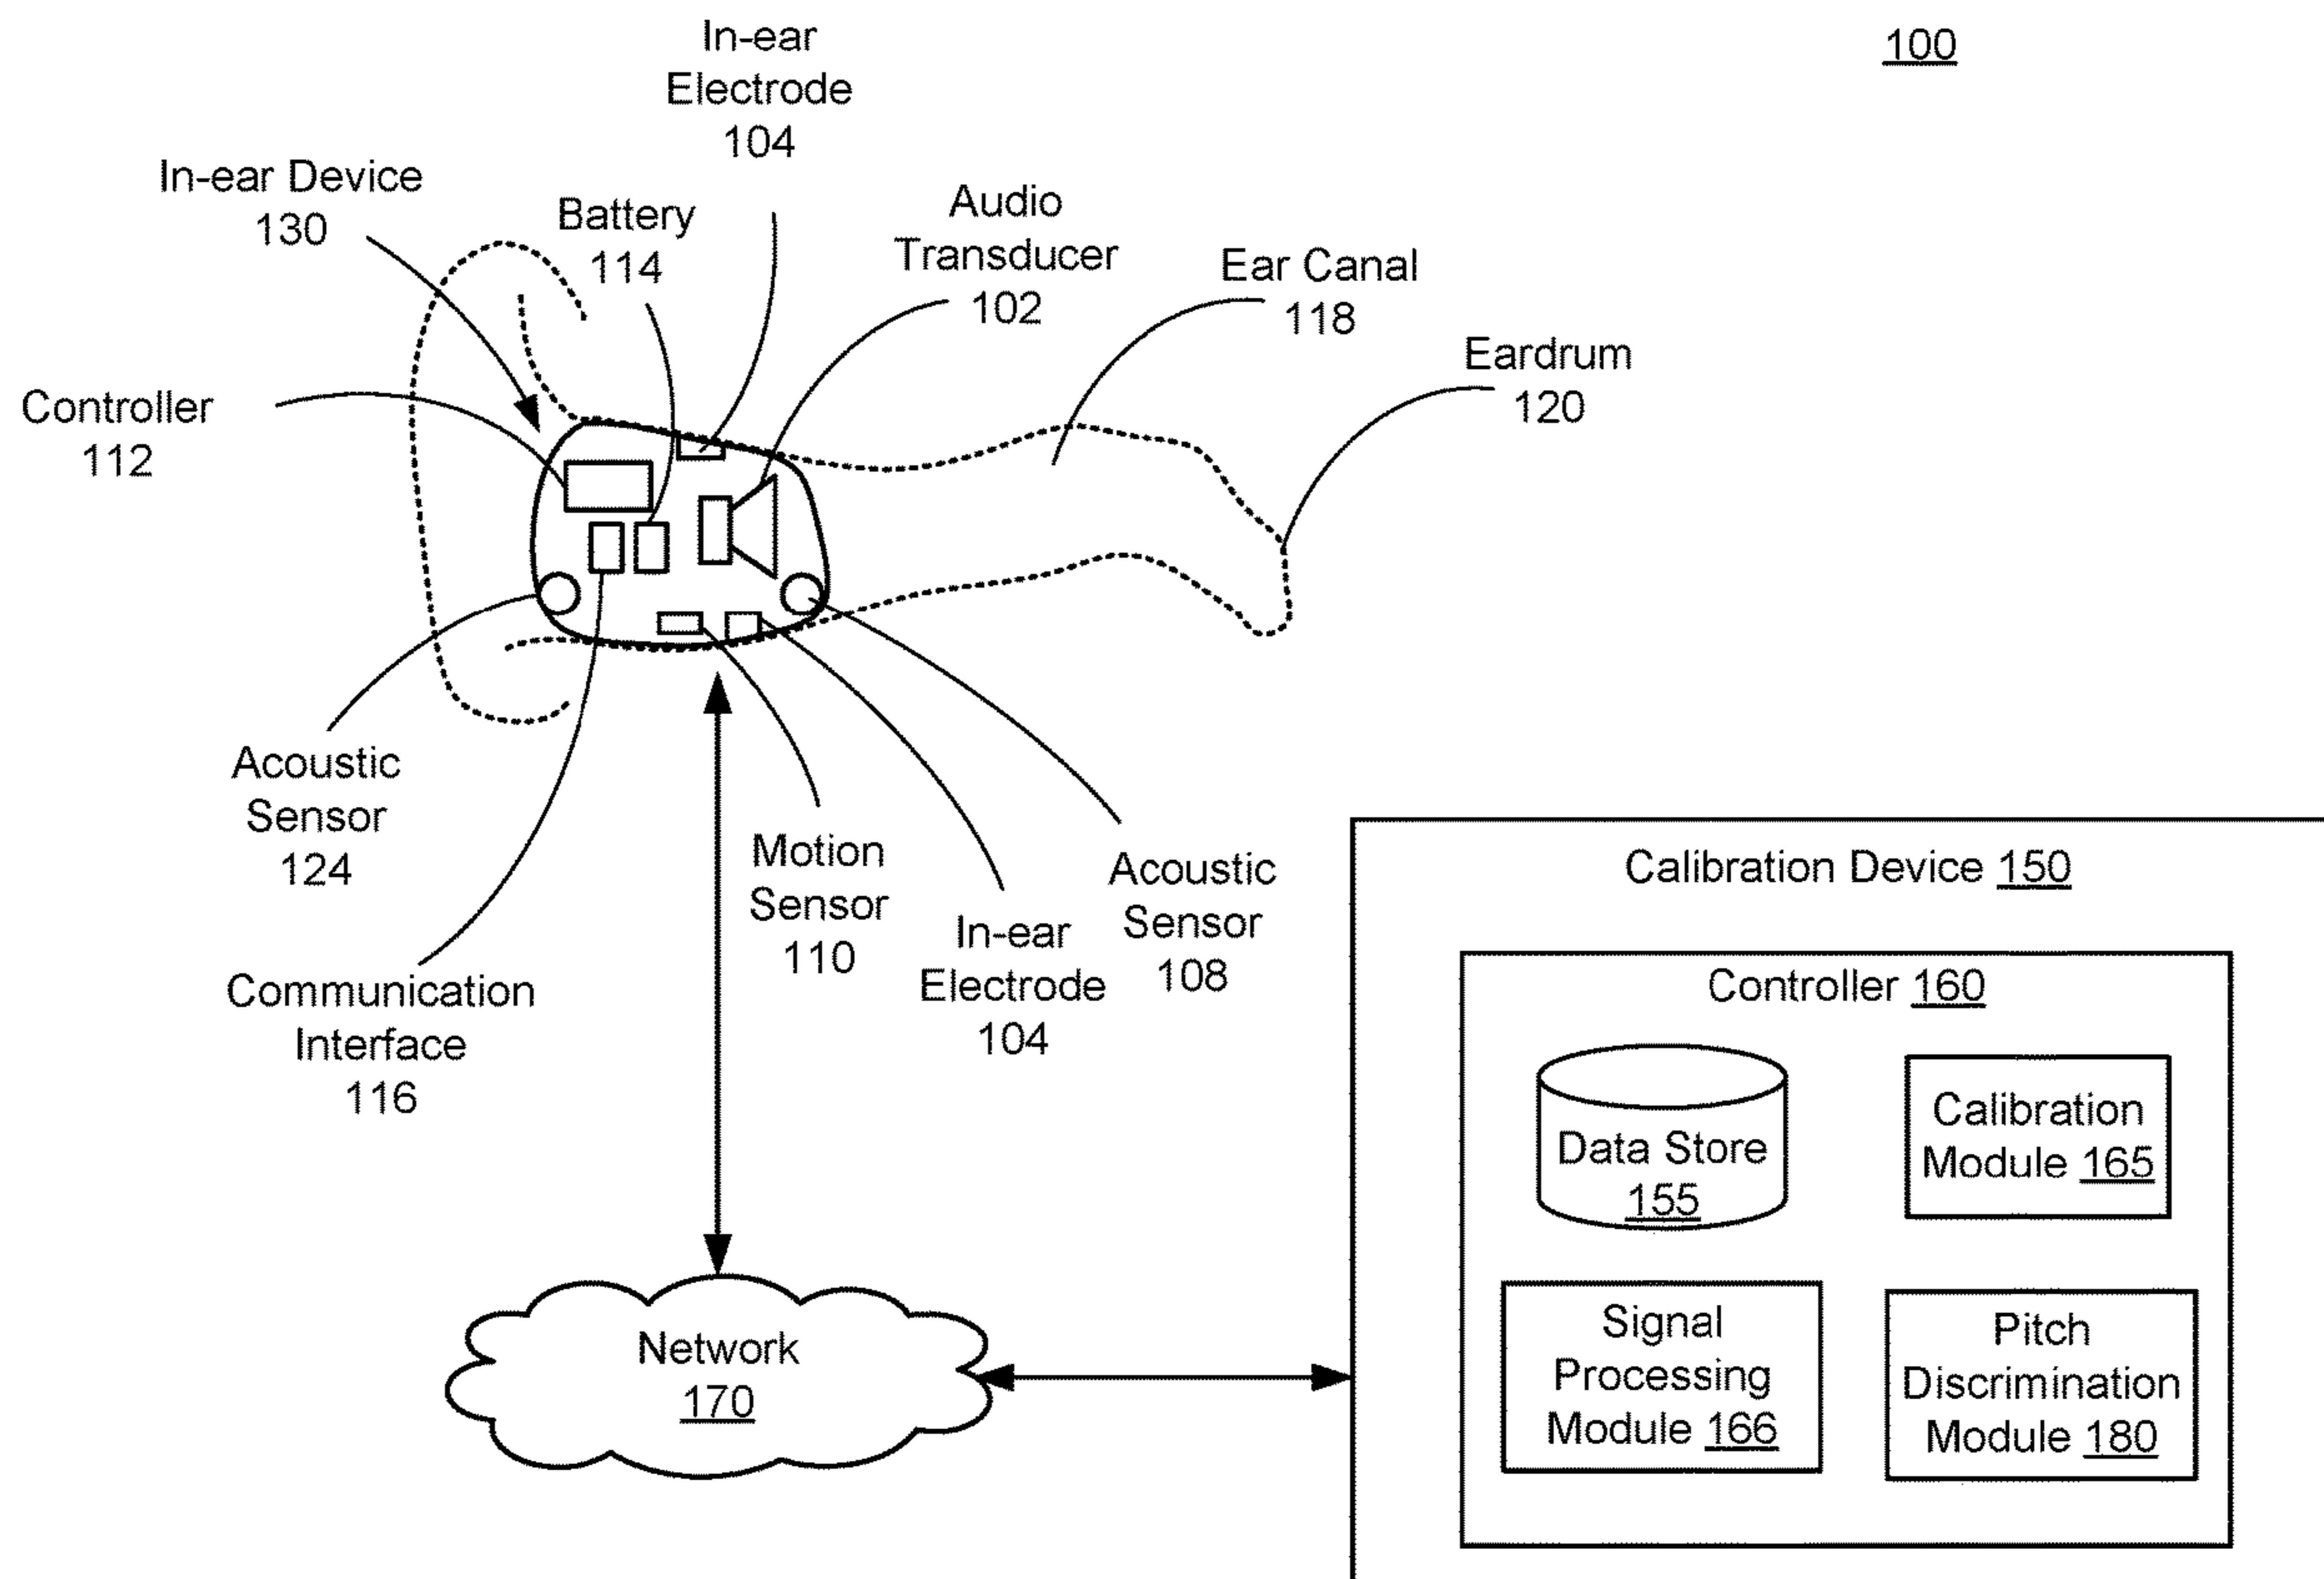 100
In-ear
Electrode
104
In-ear Device
130
Battery
114
Audio
Transducer
102
Ear Canal
118
Eardrum
120
Controller
112
Acoustic
Sensor
124
Communication
Interface
116
Motion
Sensor
110
In-ear
Electrode
104
Acoustic
Sensor
108
Calibration Device 150
Controller 160
Data Store
155
Calibration
Module 165
Signal
Processing
Module 166
Pitch
Discrimination
Module 180
Network
170